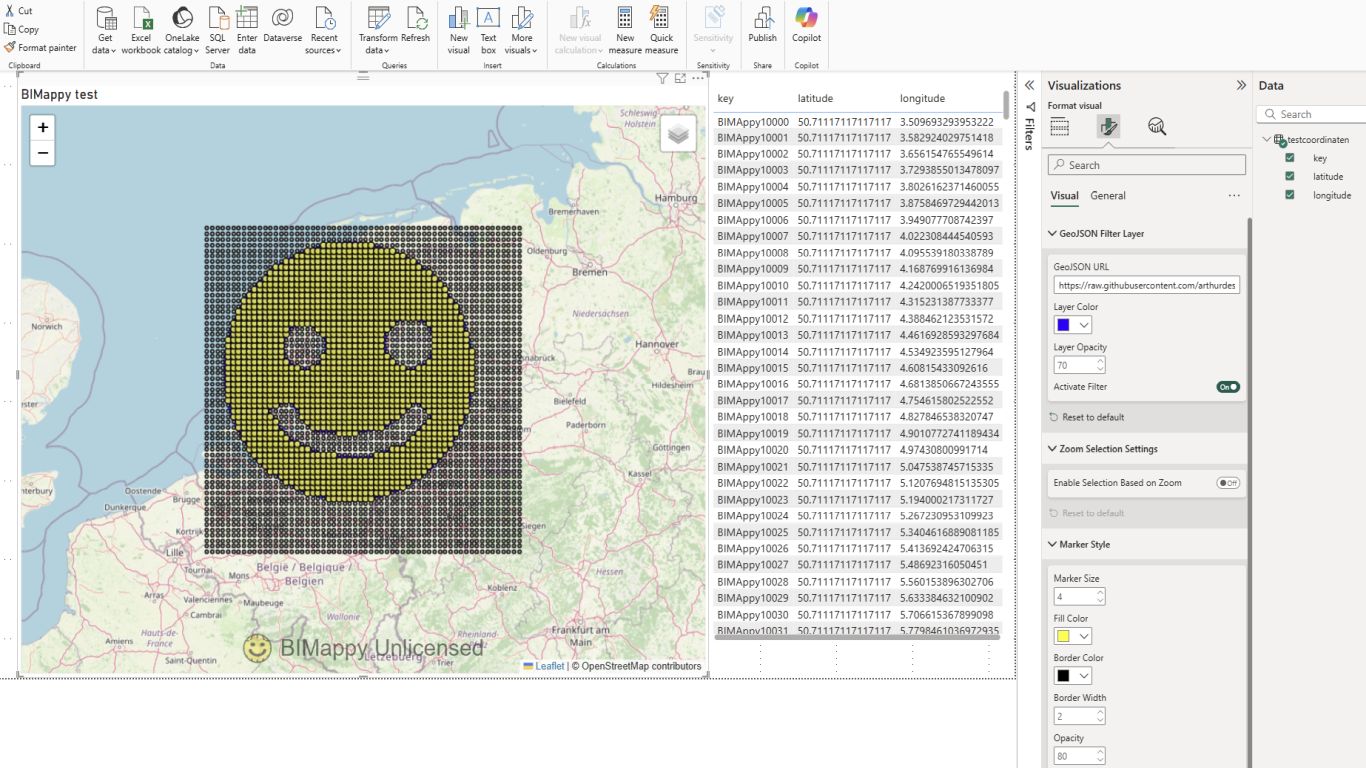 Cut
Copy
Format painter
Clipboard
Get data
Excel workbook
OneLake catalog
SQL Server
Enter data
Dataverse
Recent sources
Data
Transform data
Refresh
Queries
New visual
Text box
More visuals
Insert
New visual calculation
New measure
Quick measure
Calculations
Sensitivity
Sensitivity
Publish
Share
Copilot
Copilot
BIMappy test
+
−
Schleswig-
Holstein
Hamburg
Bremerhaven
Oldenburg
Bremen
Niedersachsen
Norwich
Hannover
Osnabrück
Braunschweig
Hildesheim
Bielefeld
Paderborn
Göttingen
Kassel
Oostende
Dunkerque
Brugge
Kortrijk
Lille
Tournai
Mons
Arras
Valenciennes
Maubeuge
Cambrai
Amiens
Hauts-de-
France
Saint-Quentin
België / Belgique /
Belgien
Wallonie
Siegen
Koblenz
Hessen
Rheinland-
Pfalz
Trier
Frankfurt am
Main
Letzebuerg
BIMappy Unlicensed
Leaflet | © OpenStreetMap contributors
key latitude longitude
BIMAppy10000 50.71117117117117 3.509693293953222
BIMAppy10001 50.71117117117117 3.582924029751418
BIMAppy10002 50.71117117117117 3.656154765549614
BIMAppy10003 50.71117117117117 3.7293855013478097
BIMAppy10004 50.71117117117117 3.8026162371460055
BIMAppy10005 50.71117117117117 3.8758469729442013
BIMAppy10006 50.71117117117117 3.949077708742397
BIMAppy10007 50.71117117117117 4.022308444540593
BIMAppy10008 50.71117117117117 4.095539180338789
BIMAppy10009 50.71117117117117 4.168769916136984
BIMAppy10010 50.71117117117117 4.2420006519351805
BIMAppy10011 50.71117117117117 4.315231387733377
BIMAppy10012 50.71117117117117 4.388462123531572
BIMAppy10013 50.71117117117117 4.4616928593297684
BIMAppy10014 50.71117117117117 4.534923595127964
BIMAppy10015 50.71117117117117 4.60815433092616
BIMAppy10016 50.71117117117117 4.6813850667243555
BIMAppy10017 50.71117117117117 4.754615802522552
BIMAppy10018 50.71117117117117 4.827846538320747
BIMAppy10019 50.71117117117117 4.9010772741189434
BIMAppy10020 50.71117117117117 4.97430800991714
BIMAppy10021 50.71117117117117 5.047538745715335
BIMAppy10022 50.71117117117117 5.1207694815135305
BIMAppy10023 50.71117117117117 5.194000217311727
BIMAppy10024 50.71117117117117 5.267230953109923
BIMAppy10025 50.71117117117117 5.3404616889081185
BIMAppy10026 50.71117117117117 5.413692424706315
BIMAppy10027 50.71117117117117 5.48692316050451
BIMAppy10028 50.71117117117117 5.560153896302706
BIMAppy10029 50.71117117117117 5.633384632100902
BIMAppy10030 50.71117117117117 5.706615367899098
BIMAppy10031 50.71117117117117 5.7798461036972935
Filters
Visualizations
Format visual
Search
Visual General
GeoJSON Filter Layer
GeoJSON URL
https://raw.githubusercontent.com/arthurdes
Layer Color
Layer Opacity
70
Activate Filter On
Reset to default
Zoom Selection Settings
Enable Selection Based on Zoom Off
Reset to default
Marker Style
Marker Size
4
Fill Color
Border Color
Border Width
2
Opacity
80
Data
Search
testcoordinaten
key
latitude
longitude